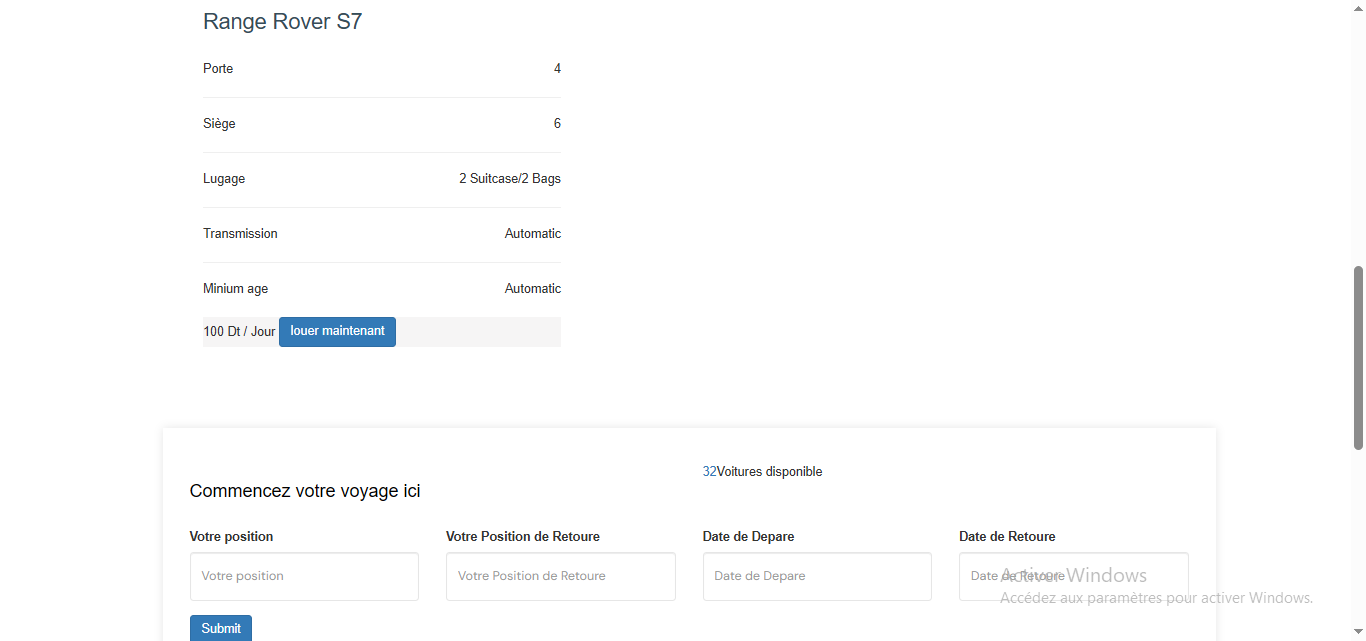 Range Rover S7
Porte 4
Siège 6
Lugage 2 Suitcase/2 Bags
Transmission Automatic
Minium age Automatic
100 Dt / Jour louer maintenant
32Voitures disponible
Commencez votre voyage ici
Votre position Votre Position de Retoure Date de Depare Date de Retoure
Votre position Votre Position de Retoure Date de Depare Date de Retoure
Activer Windows
Accédez aux paramètres pour activer Windows.
Submit